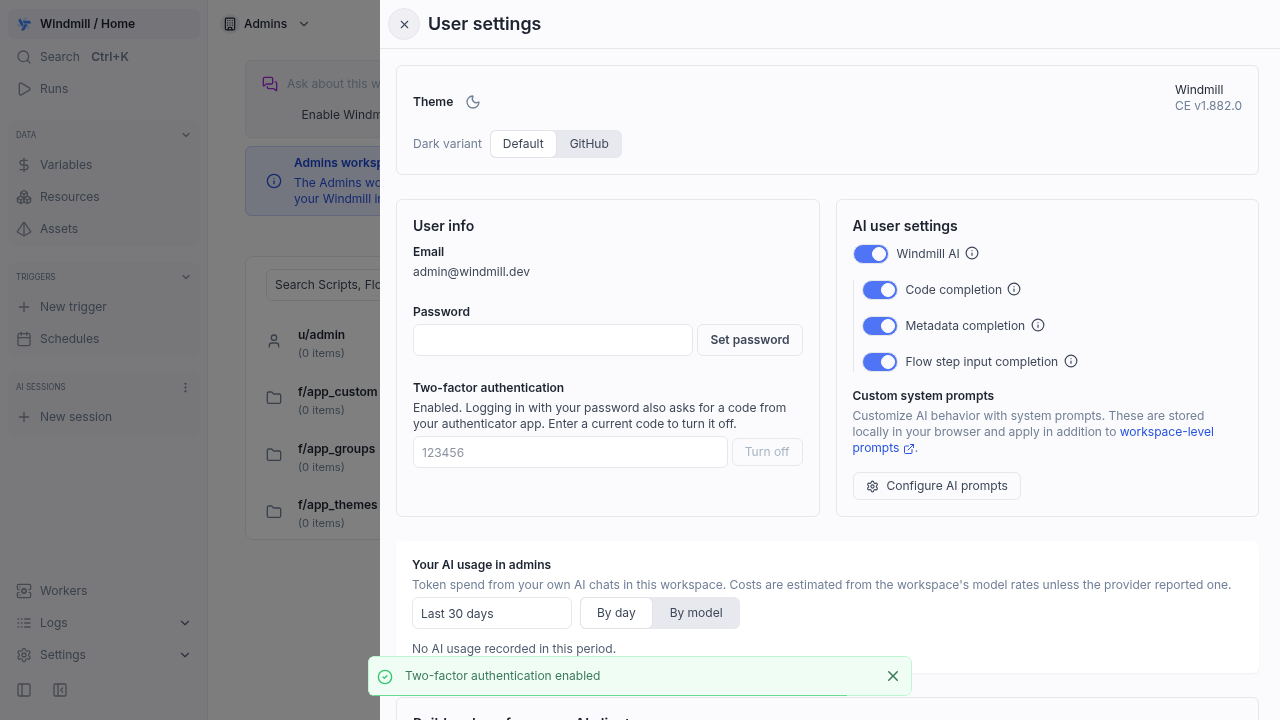 Windmill / Home
Search Ctrl+K
Runs
DATA
Variables
Resources
Assets
TRIGGERS
New trigger
Schedules
AI SESSIONS
New session
Workers
Logs
Settings
Admins
Ask about this w
Enable Windm
Admins worksp
The Admins wo
your Windmill in
Search Scripts, Flo
u/admin
(0 items)
f/app_custom
(0 items)
f/app_groups
(0 items)
f/app_themes
(0 items)
User settings
Theme
Windmill
CE v1.882.0
Dark variant Default GitHub
User info
Email
admin@windmill.dev
Password
Set password
Two-factor authentication
Enabled. Logging in with your password also asks for a code from
your authenticator app. Enter a current code to turn it off.
123456 Turn off
AI user settings
Windmill AI
Code completion
Metadata completion
Flow step input completion
Custom system prompts
Customize AI behavior with system prompts. These are stored
locally in your browser and apply in addition to workspace-level
prompts .
Configure AI prompts
Your AI usage in admins
Token spend from your own AI chats in this workspace. Costs are estimated from the workspace's model rates unless the provider reported one.
Last 30 days By day By model
No AI usage recorded in this period.
Two-factor authentication enabled